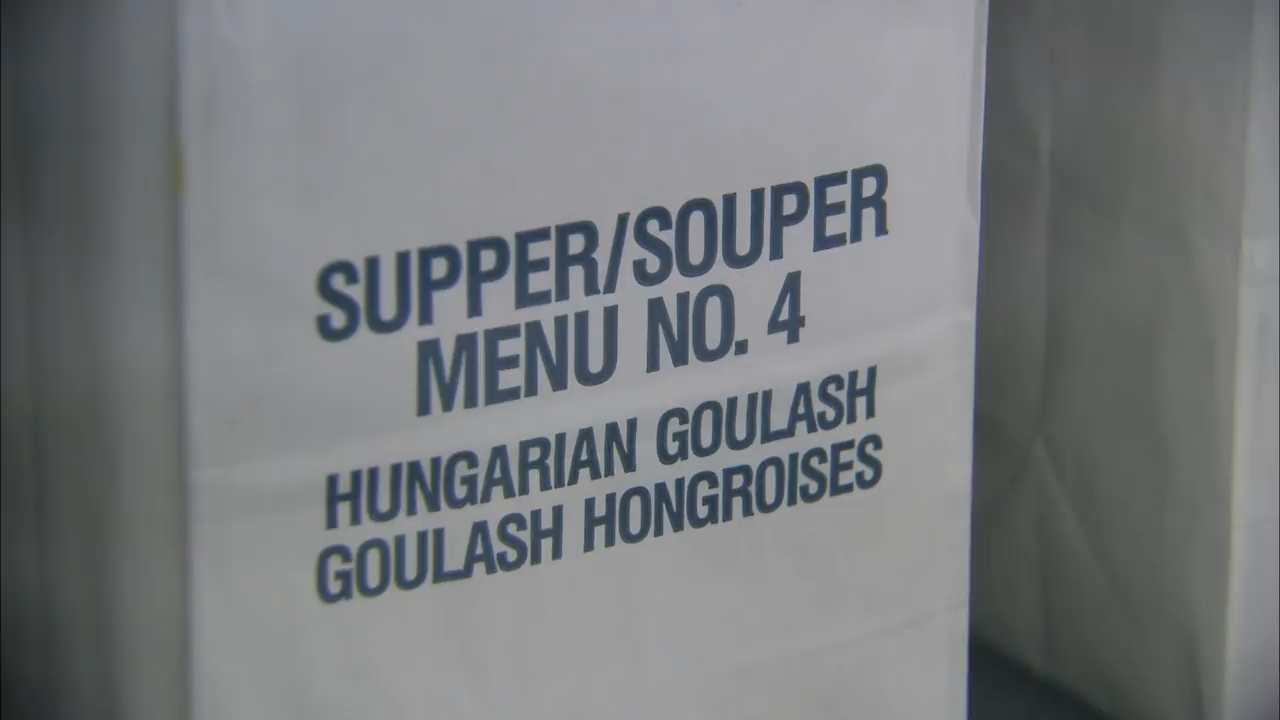 SUPPER/SOUPER
MENU NO. 4
HUNGARIAN GOULASH
GOULASH HONGROISES